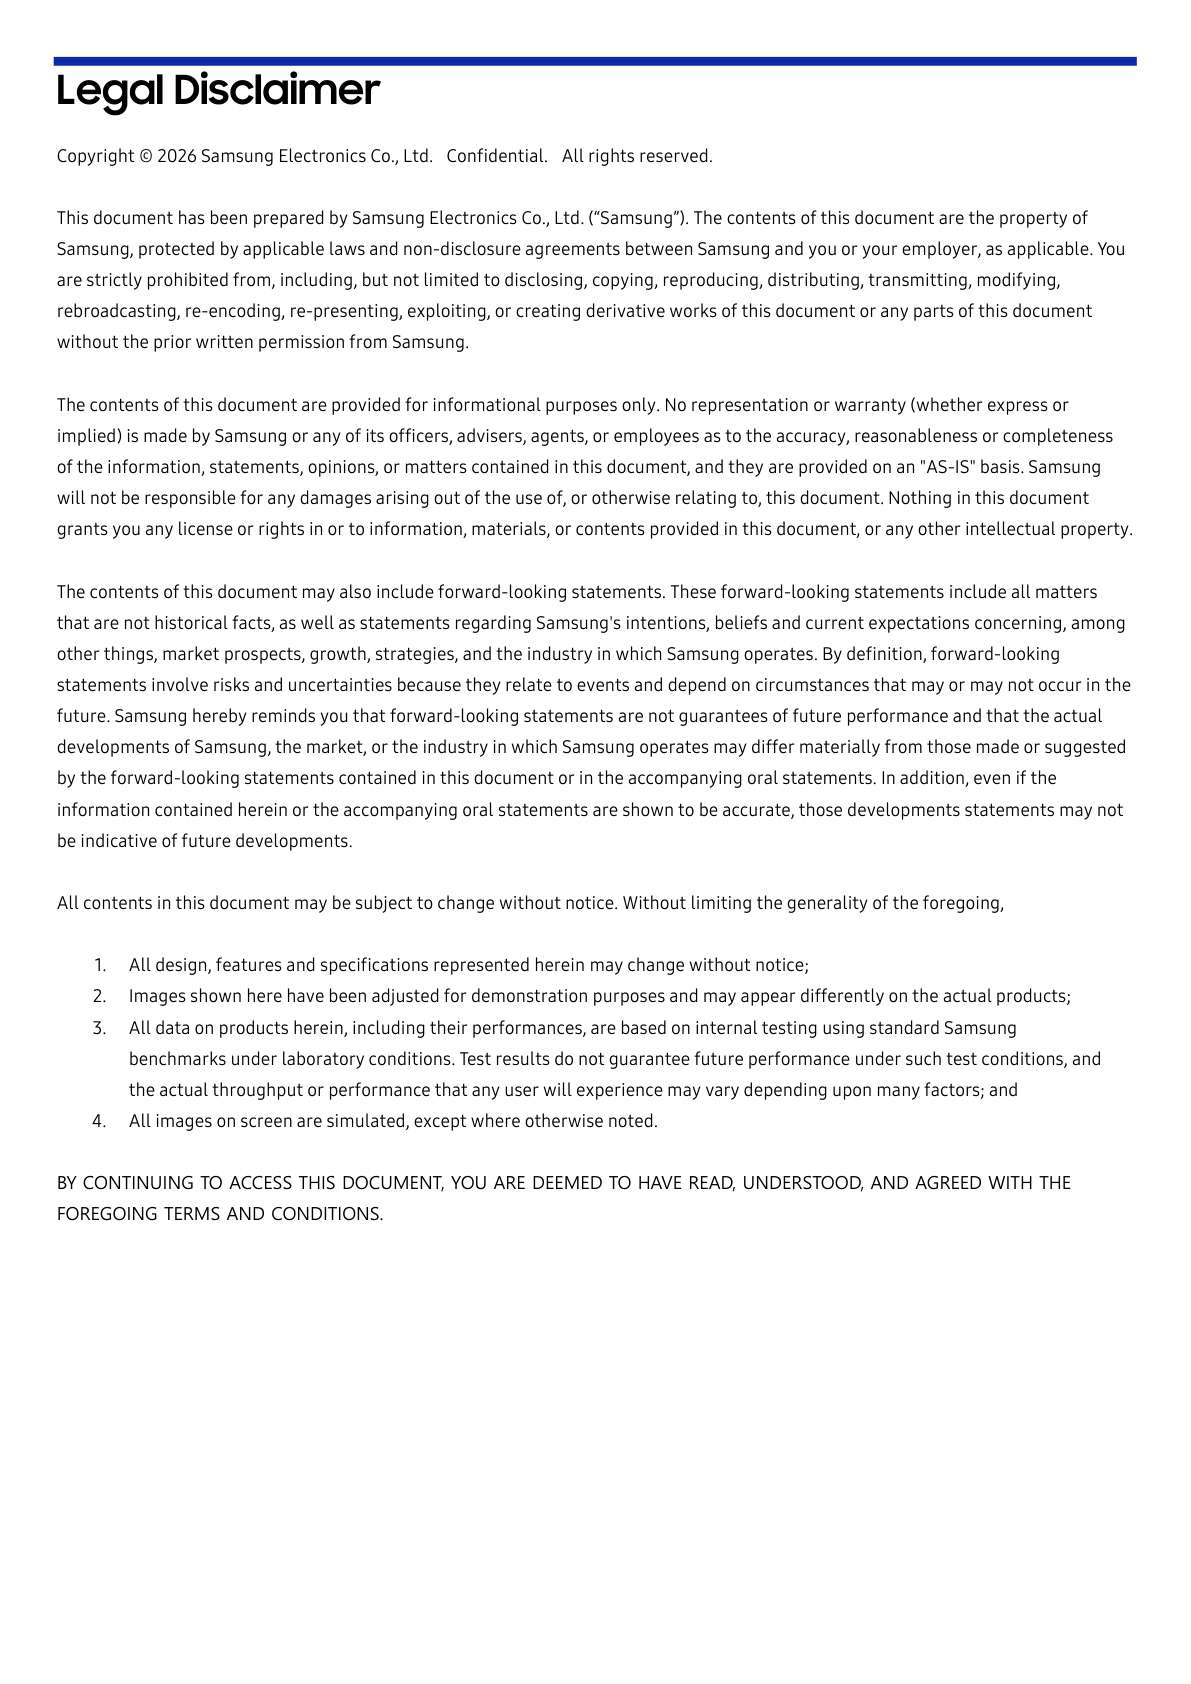 Legal Disclaimer
Copyright © 2026 Samsung Electronics Co., Ltd.   Confidential.   All rights reserved.
This document has been prepared by Samsung Electronics Co., Ltd. (“Samsung”). The contents of this document are the property of
Samsung, protected by applicable laws and non-disclosure agreements between Samsung and you or your employer, as applicable. You
are strictly prohibited from, including, but not limited to disclosing, copying, reproducing, distributing, transmitting, modifying,
rebroadcasting, re-encoding, re-presenting, exploiting, or creating derivative works of this document or any parts of this document
without the prior written permission from Samsung.
The contents of this document are provided for informational purposes only. No representation or warranty (whether express or
implied) is made by Samsung or any of its officers, advisers, agents, or employees as to the accuracy, reasonableness or completeness
of the information, statements, opinions, or matters contained in this document, and they are provided on an "AS-IS" basis. Samsung
will not be responsible for any damages arising out of the use of, or otherwise relating to, this document. Nothing in this document
grants you any license or rights in or to information, materials, or contents provided in this document, or any other intellectual property.
The contents of this document may also include forward-looking statements. These forward-looking statements include all matters
that are not historical facts, as well as statements regarding Samsung's intentions, beliefs and current expectations concerning, among
other things, market prospects, growth, strategies, and the industry in which Samsung operates. By definition, forward-looking
statements involve risks and uncertainties because they relate to events and depend on circumstances that may or may not occur in the
future. Samsung hereby reminds you that forward-looking statements are not guarantees of future performance and that the actual
developments of Samsung, the market, or the industry in which Samsung operates may differ materially from those made or suggested
by the forward-looking statements contained in this document or in the accompanying oral statements. In addition, even if the
information contained herein or the accompanying oral statements are shown to be accurate, those developments statements may not
be indicative of future developments.
All contents in this document may be subject to change without notice. Without limiting the generality of the foregoing,
1. All design, features and specifications represented herein may change without notice;
2. Images shown here have been adjusted for demonstration purposes and may appear differently on the actual products;
3. All data on products herein, including their performances, are based on internal testing using standard Samsung
benchmarks under laboratory conditions. Test results do not guarantee future performance under such test conditions, and
the actual throughput or performance that any user will experience may vary depending upon many factors; and
4. All images on screen are simulated, except where otherwise noted.
BY CONTINUING TO ACCESS THIS DOCUMENT, YOU ARE DEEMED TO HAVE READ, UNDERSTOOD, AND AGREED WITH THE
FOREGOING TERMS AND CONDITIONS.